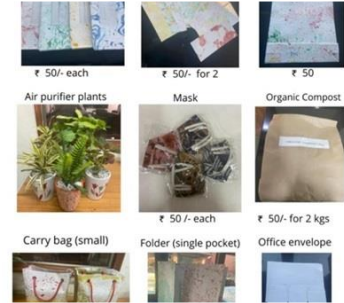 ₹ 50/- each
₹ 50/- for 2
₹ 50
Air purifier plants
Mask
Organic Compost
₹ 50 /- each
₹ 50/- for 2 kgs
Carry bag (small)
Folder (single pocket)
Office envelope